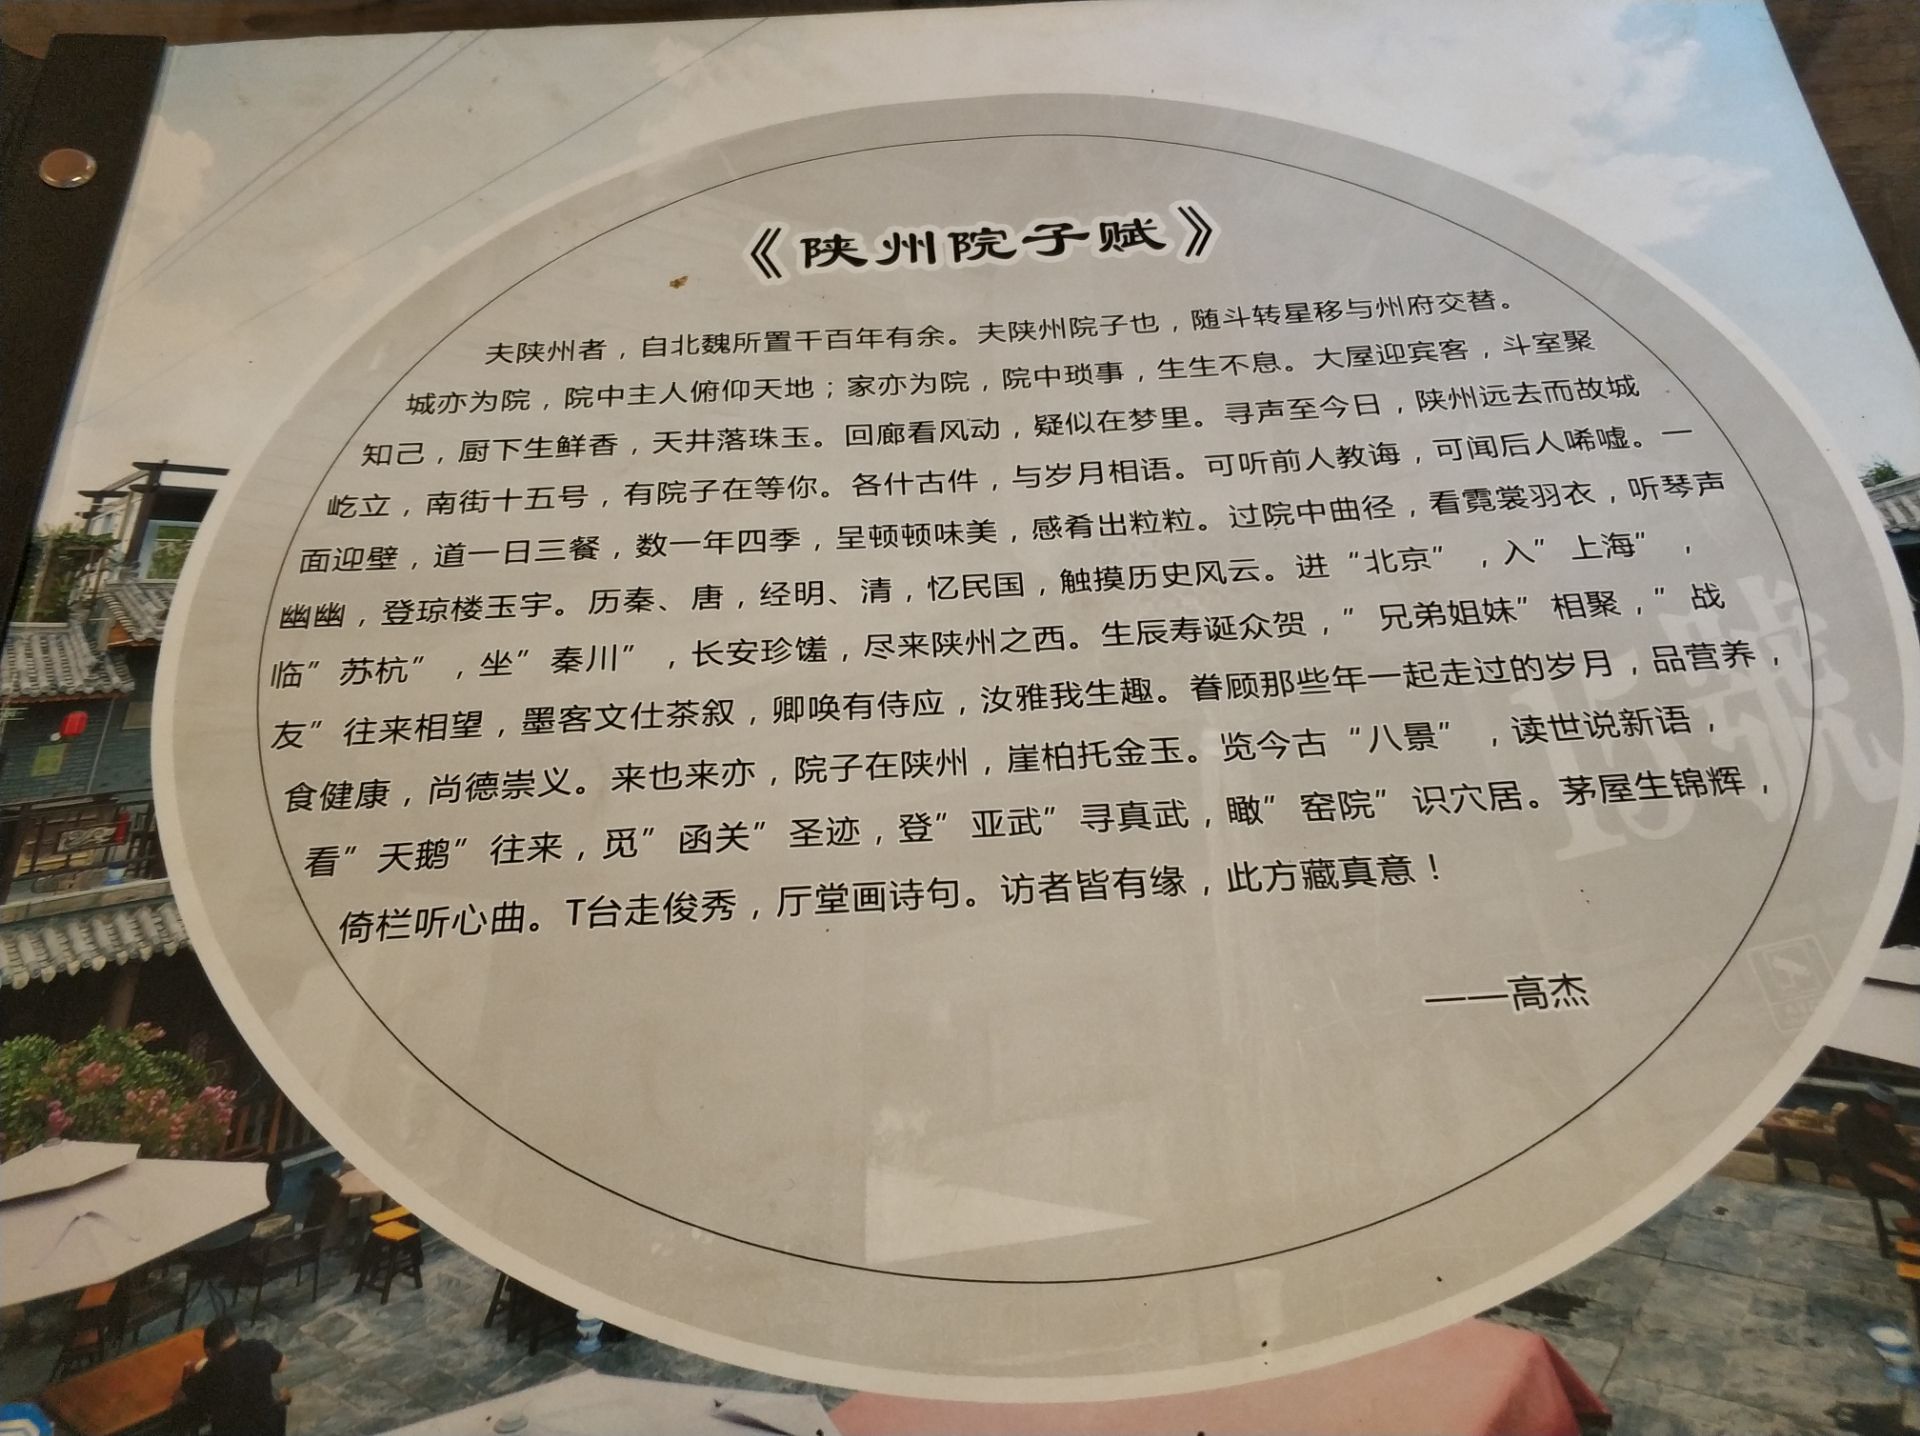 《陕州院子赋》
夫陕州者，自北魏所置千百年有余。夫陕州院子也，随斗转星移与州府交替。
城亦为院，院中主人俯仰天地；家亦为院，院中琐事，生生不息。大屋迎宾客，斗室聚
知己，厨下生鲜香，天井落珠玉。回廊看风动，疑似在梦里。寻声至今日，陕州远去而故城
屹立，南街十五号，有院子在等你。各什古件，与岁月相语。可听前人教诲，可闻后人唏嘘。一
面迎壁，道一日三餐，数一年四季，呈顿顿味美，感肴出粒粒。过院中曲径，看霓裳羽衣，听琴声
幽幽，登琼楼玉宇。历秦、唐，经明、清，忆民国，触摸历史风云。进“北京”，入”上海”，
临”苏杭”，坐”秦川”，长安珍馐，尽来陕州之西。生辰寿诞众贺，”兄弟姐妹”相聚，”战
友”往来相望，墨客文仕茶叙，卿唤有侍应，汝雅我生趣。眷顾那些年一起走过的岁月，品营养，
食健康，尚德崇义。来也来亦，院子在陕州，崖柏托金玉。览今古“八景”，读世说新语，
看”天鹅”往来，觅”函关”圣迹，登”亚武”寻真武，瞰”窑院”识穴居。茅屋生锦辉，
倚栏听心曲。T台走俊秀，厅堂画诗句。访者皆有缘，此方藏真意！
——高杰
15號